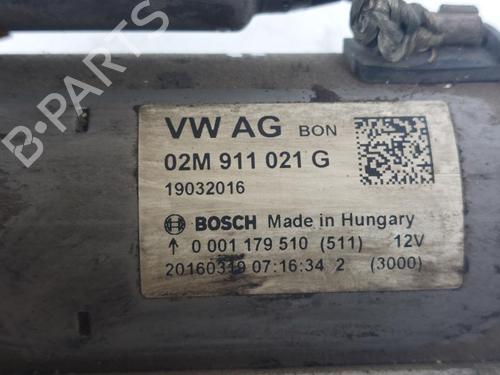 VW AG BON
02M 911 021 G
19032016
BOSCH Made in Hungary
↑ 0 001 179 510 (511) 12V
20160319 07:16:34 2 (3000)
B-PARTS